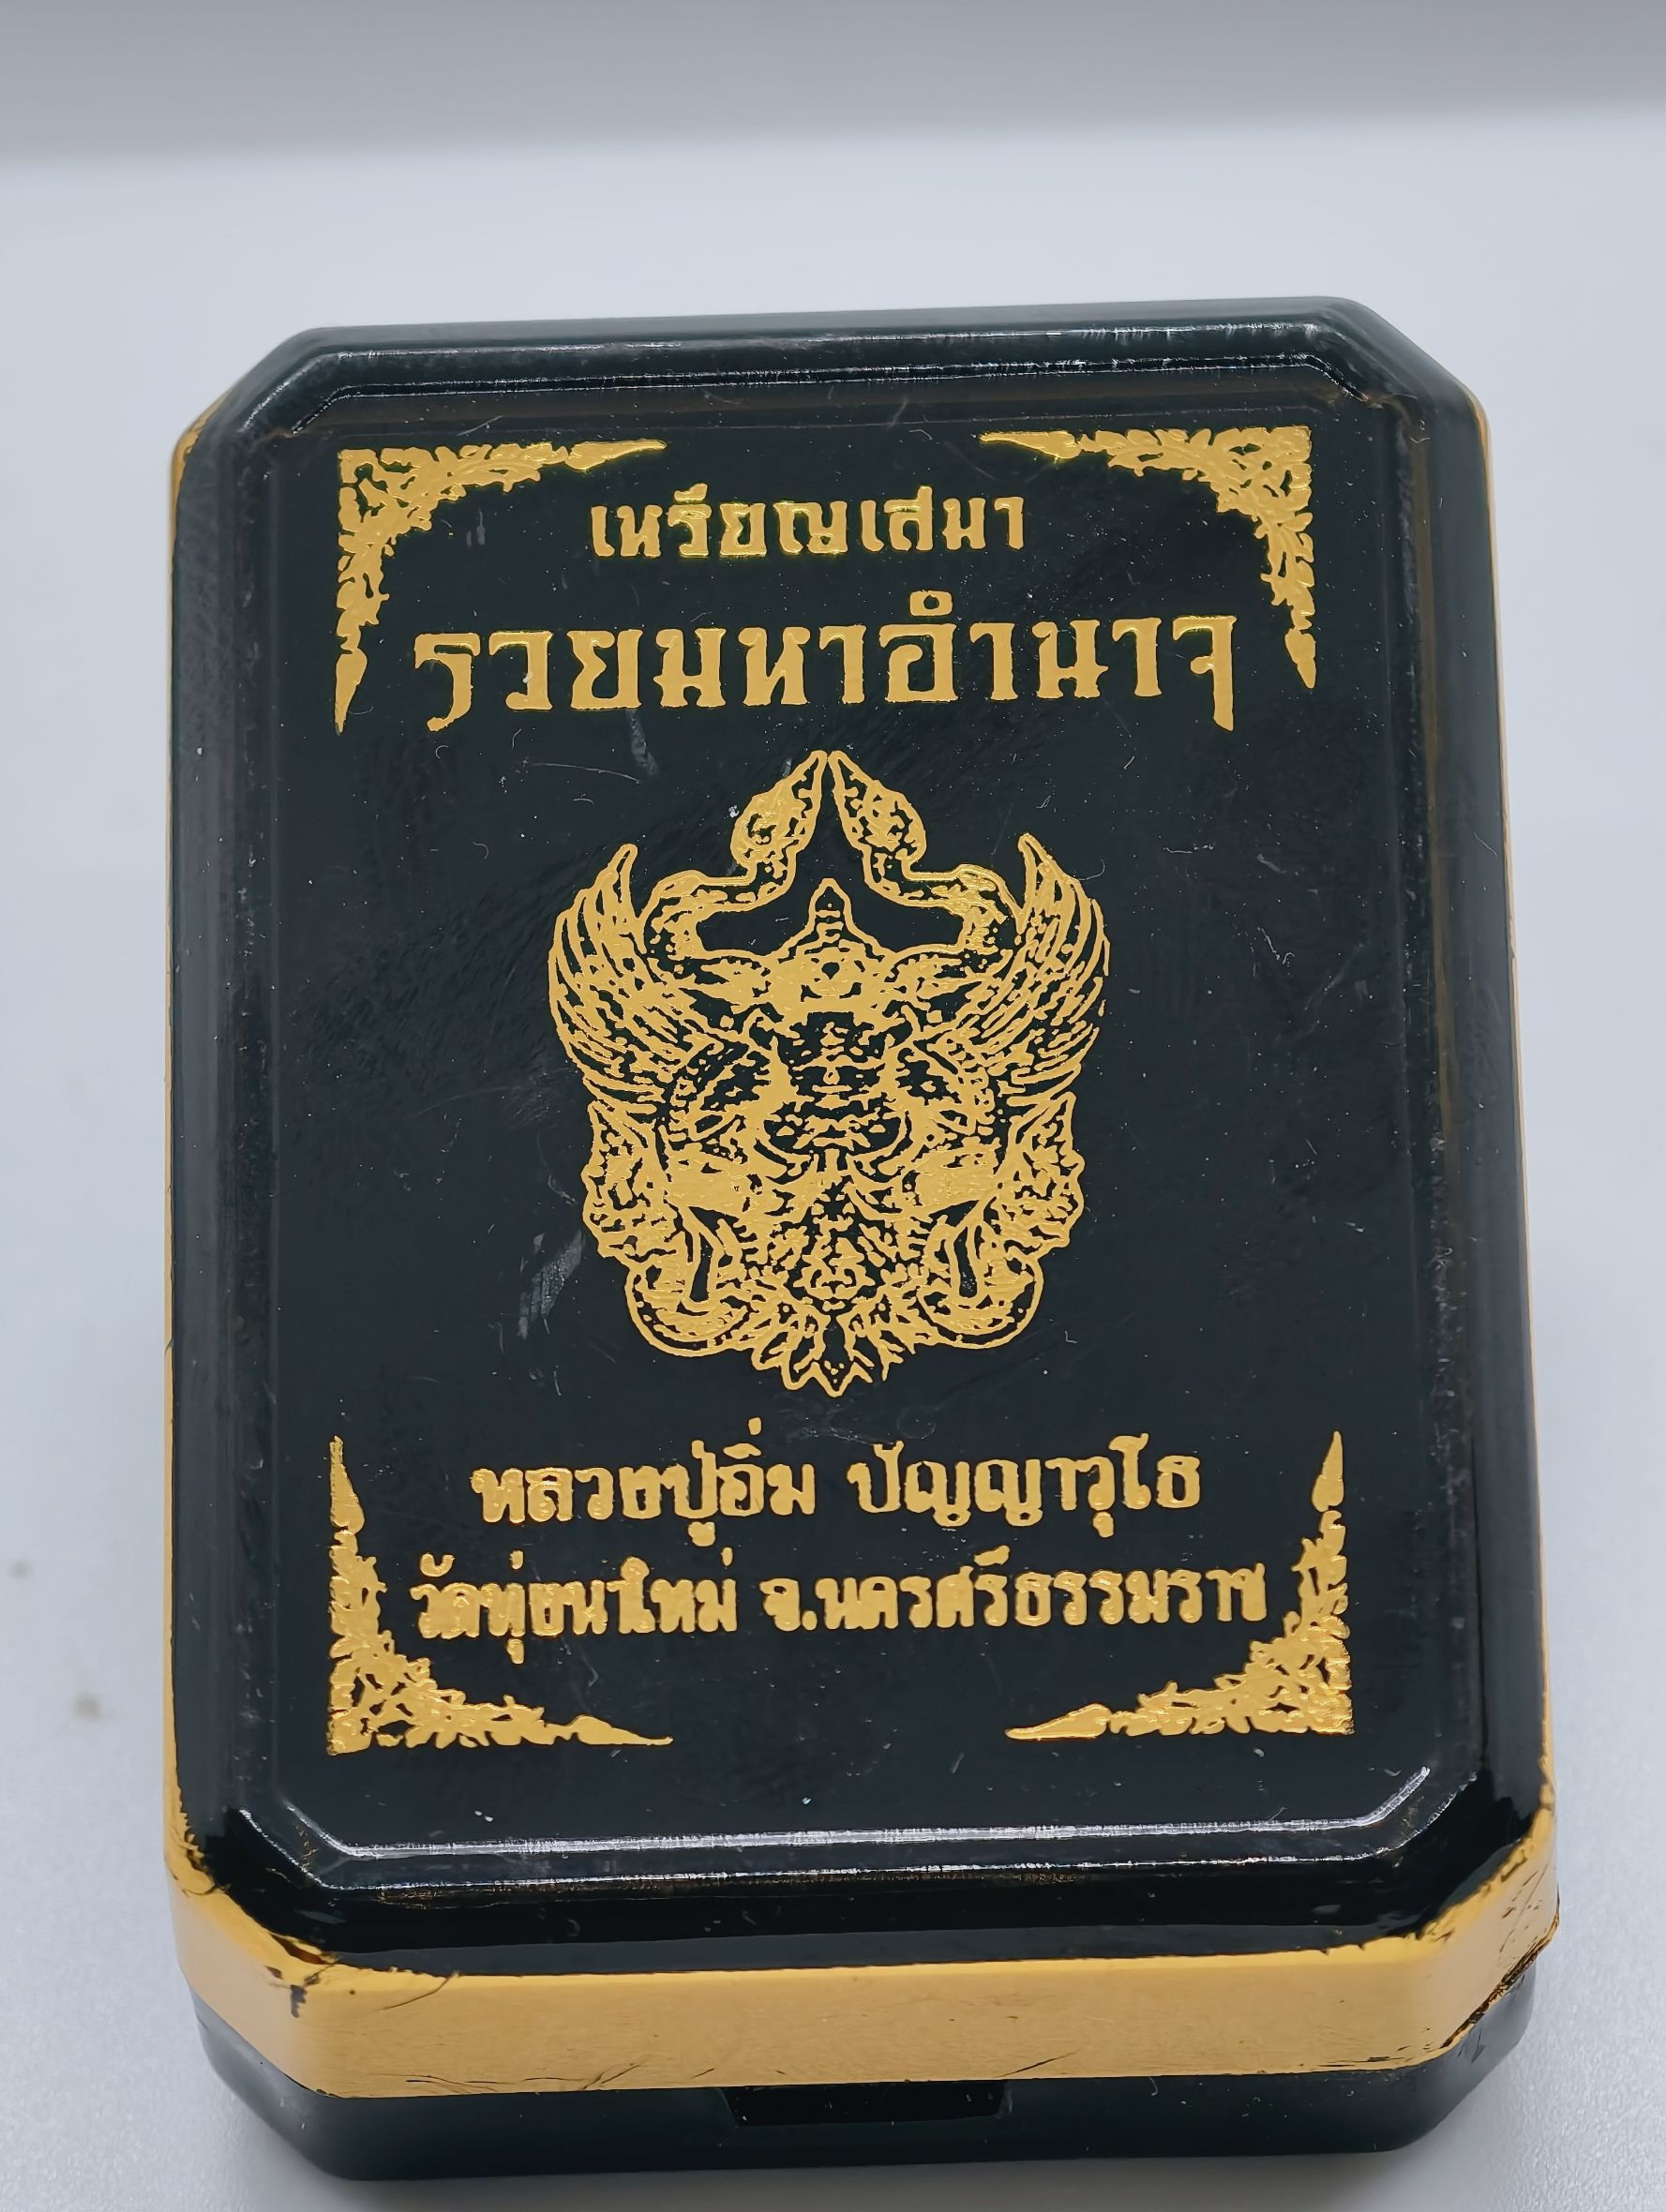 เหรียญเสมา
รวยมหาอำนาจ
หลวงปู่อิ่ม ปัญญาวุโธ
วัดทุ่งนาใหม่ จ.นครศรีธรรมราช